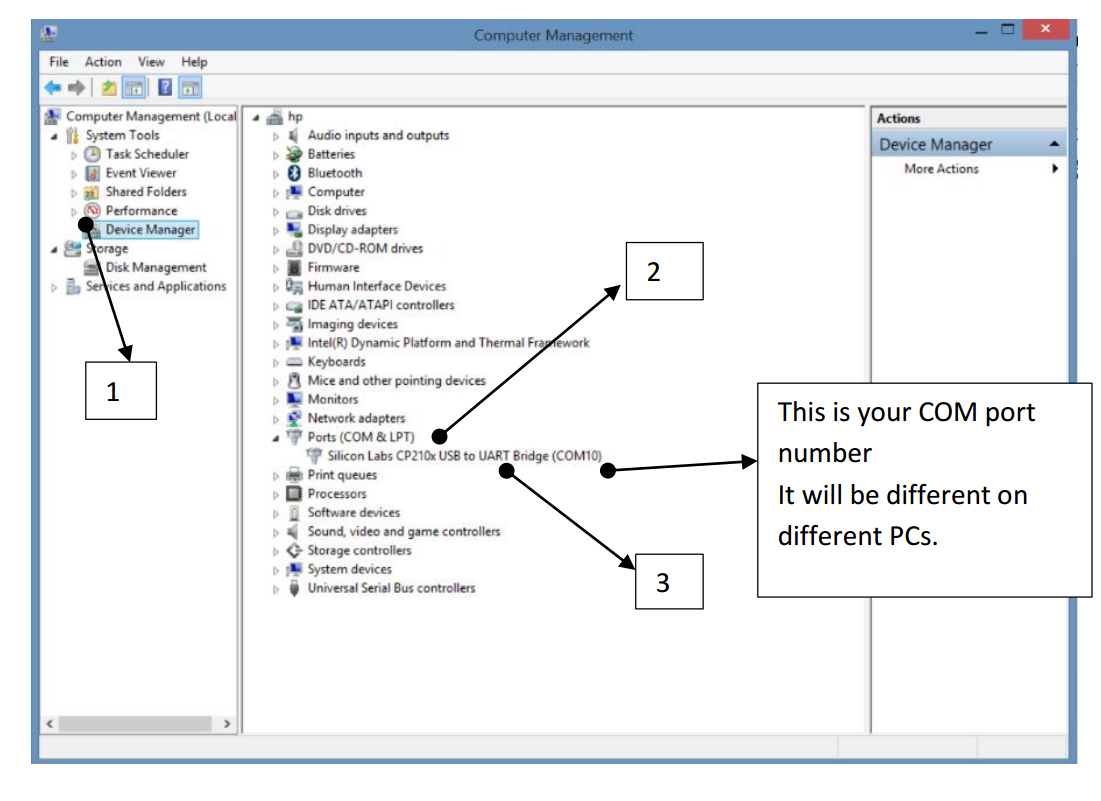 Computer Management
File Action View Help
Computer Management (Local
System Tools
Task Scheduler
Event Viewer
Shared Folders
Performance
Device Manager
Storage
Disk Management
Services and Applications
1
hp
Audio inputs and outputs
Batteries
Bluetooth
Computer
Disk drives
Display adapters
DVD/CD-ROM drives
Firmware
Human Interface Devices
IDE ATA/ATAPI controllers
Imaging devices
Intel(R) Dynamic Platform and Thermal Framework
Keyboards
Mice and other pointing devices
Monitors
Network adapters
Ports (COM & LPT)
Silicon Labs CP210x USB to UART Bridge (COM10)
Print queues
Processors
Software devices
Sound, video and game controllers
Storage controllers
System devices
Universal Serial Bus controllers
2
3
Actions
Device Manager
More Actions
This is your COM port
number
It will be different on
different PCs.